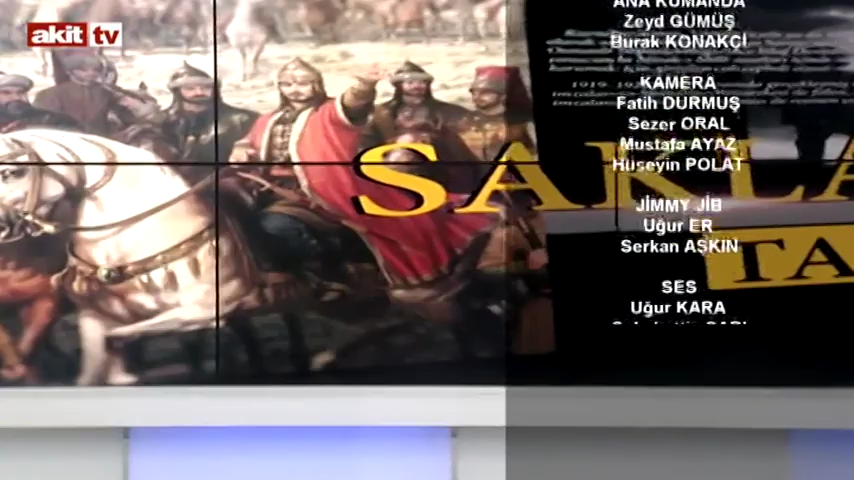 akit tv
ANA KUMANDA
Zeyd GÜMÜŞ
Burak KONAKÇI
KAMERA
Fatih DURMUŞ
Sezer ORAL
Mustafa AYAZ
Hüseyin POLAT
JİMMY JİB
Uğur ER
Serkan AŞKIN
SES
Uğur KARA
SAKLA
TA